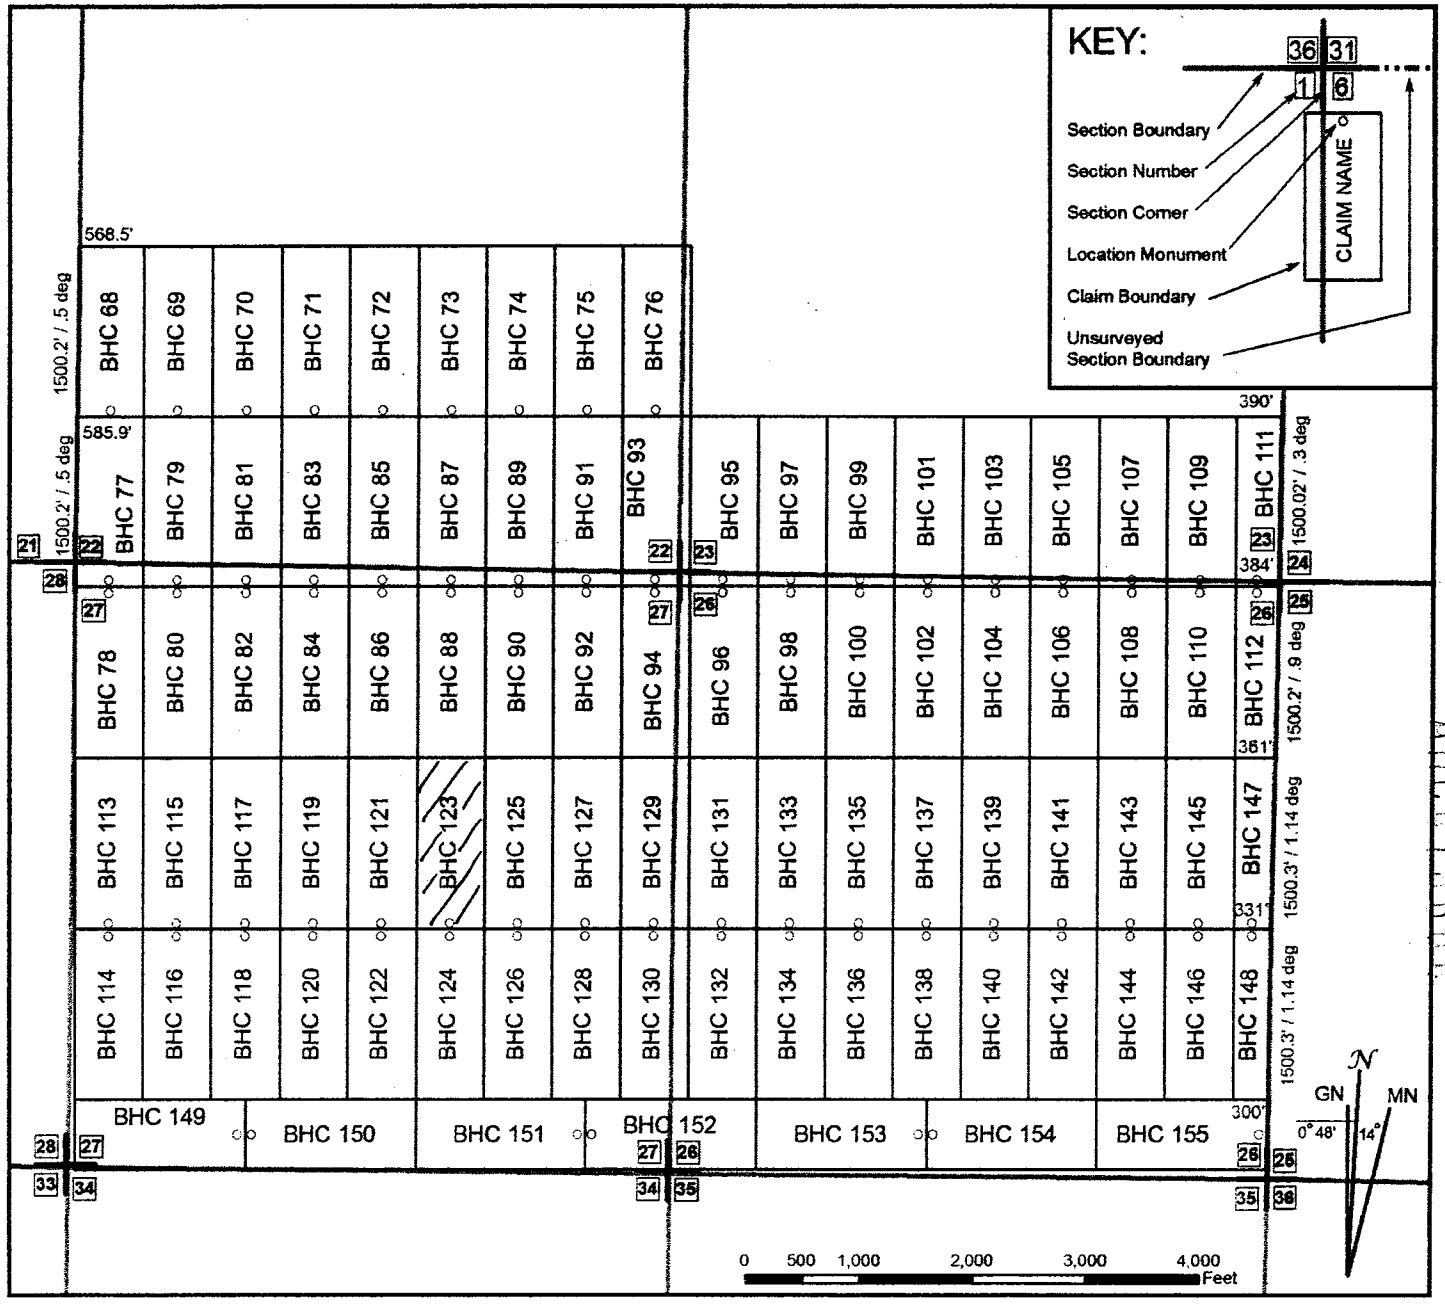 KEY:
36 31
1 6
Section Boundary
Section Number
Section Corner
Location Monument
Claim Boundary
Unsurveyed
Section Boundary
CLAIM NAME
568.5'
1500.2' / .5 deg
BHC 68
BHC 69
BHC 70
BHC 71
BHC 72
BHC 73
BHC 74
BHC 75
BHC 76
390'
585.9'
1500.2' / .5 deg
BHC 77
BHC 79
BHC 81
BHC 83
BHC 85
BHC 87
BHC 89
BHC 91
BHC 93
BHC 95
BHC 97
BHC 99
BHC 101
BHC 103
BHC 105
BHC 107
BHC 109
BHC 111
1500.02' / .3 deg
21 22
22 23
23 24
384'
28 27
27 26
26 25
BHC 78
BHC 80
BHC 82
BHC 84
BHC 86
BHC 88
BHC 90
BHC 92
BHC 94
BHC 96
BHC 98
BHC 100
BHC 102
BHC 104
BHC 106
BHC 108
BHC 110
BHC 112
1500.2' / .9 deg
361'
BHC 113
BHC 115
BHC 117
BHC 119
BHC 121
BHC 123
BHC 125
BHC 127
BHC 129
BHC 131
BHC 133
BHC 135
BHC 137
BHC 139
BHC 141
BHC 143
BHC 145
BHC 147
1500.3' / 1.14 deg
331'
BHC 114
BHC 116
BHC 118
BHC 120
BHC 122
BHC 124
BHC 126
BHC 128
BHC 130
BHC 132
BHC 134
BHC 136
BHC 138
BHC 140
BHC 142
BHC 144
BHC 146
BHC 148
1500.3' / 1.14 deg
300'
BHC 149
BHC 150
BHC 151
BHC 152
BHC 153
BHC 154
BHC 155
28 27
27 26
26 25
33 34
34 35
35 36
N
GN
MN
0° 48'
14°
0 500 1,000 2,000 3,000 4,000
Feet